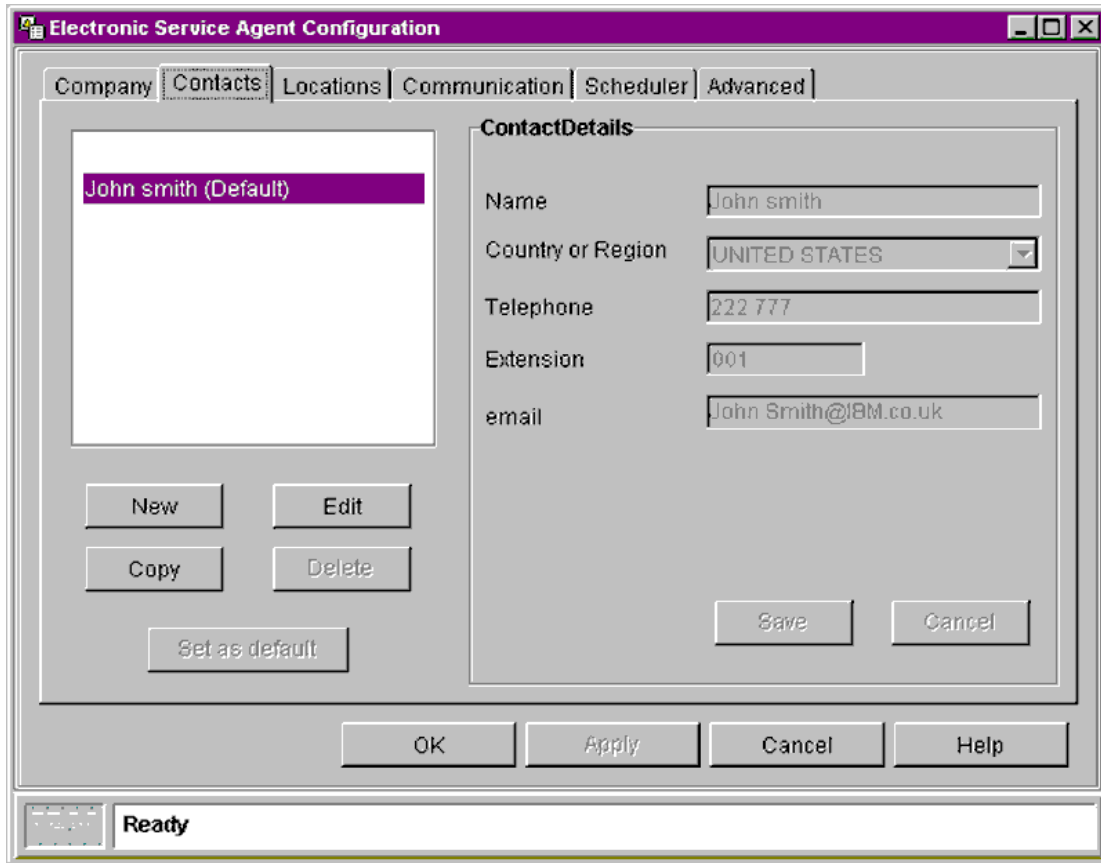 Electronic Service Agent Configuration
Company Contacts Locations Communication Scheduler Advanced
John smith (Default)
New Edit
Copy Delete
Set as default
ContactDetails
Name John smith
Country or Region UNITED STATES
Telephone 222 777
Extension 001
email John Smith@IBM.co.uk
Save Cancel
OK Apply Cancel Help
Ready